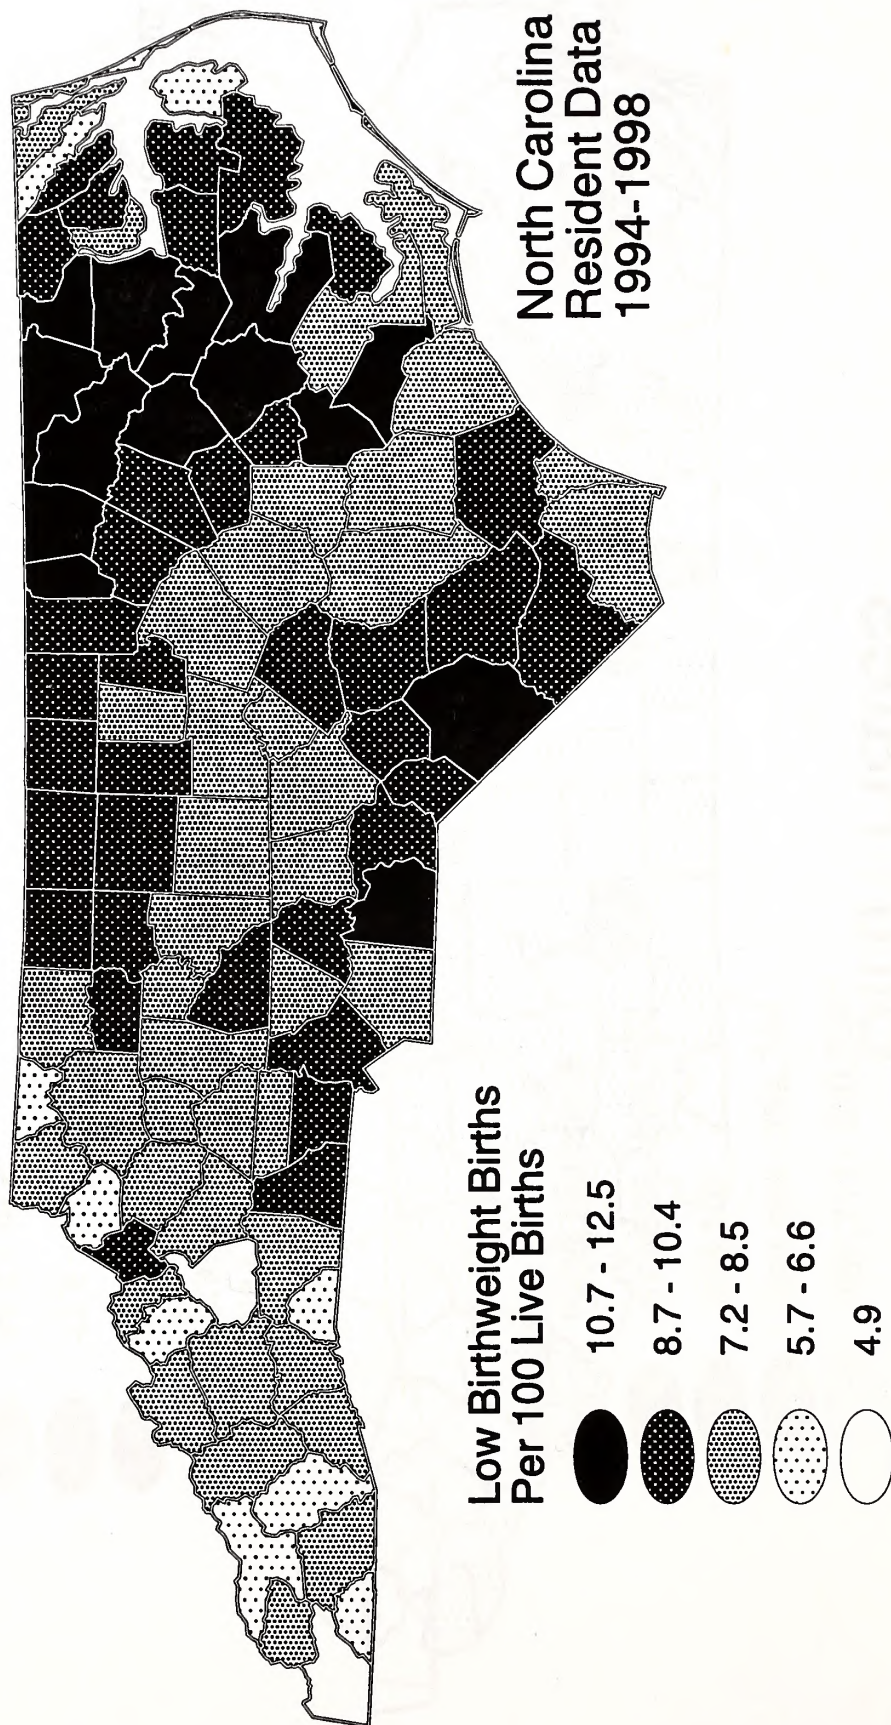 North Carolina
Resident Data
1994-1998
Low Birthweight Births
Per 100 Live Births
10.7 - 12.5
8.7 - 10.4
7.2 - 8.5
5.7 - 6.6
4.9